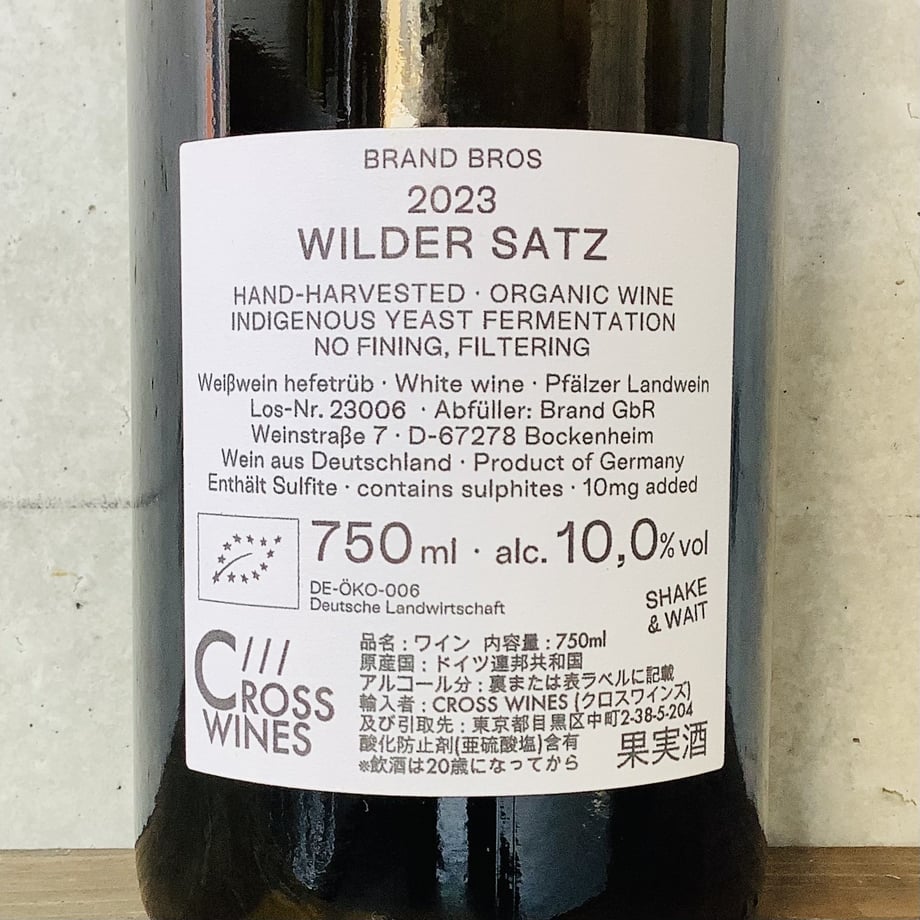 BRAND BROS
2023
WILDER SATZ
HAND-HARVESTED · ORGANIC WINE
INDIGENOUS YEAST FERMENTATION
NO FINING, FILTERING
Weißwein hefetrüb · White wine · Pfälzer Landwein
Los-Nr. 23006 · Abfüller: Brand GbR
Weinstraße 7 · D-67278 Bockenheim
Wein aus Deutschland · Product of Germany
Enthält Sulfite · contains sulphites · 10mg added
750 ml · alc. 10,0% vol
DE-ÖKO-006
Deutsche Landwirtschaft
SHAKE
& WAIT
CROSS
WINES
品名：ワイン 内容量：750ml
原産国：ドイツ連邦共和国
アルコール分：裏または表ラベルに記載
輸入者：CROSS WINES (クロスワインズ)
及び引取先：東京都目黒区中町2-38-5-204
酸化防止剤(亜硫酸塩)含有
※飲酒は20歳になってから
果実酒